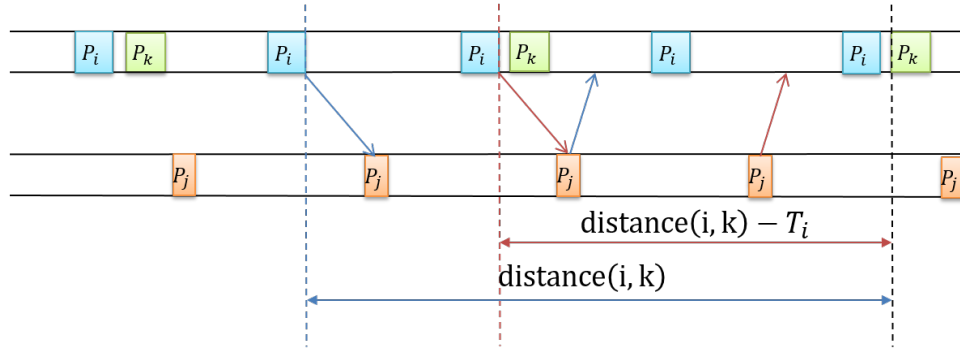 P_i P_k P_i P_i P_k P_i P_i P_k
P_j P_j P_j P_j P_j
distance(i, k) − T_i
distance(i, k)